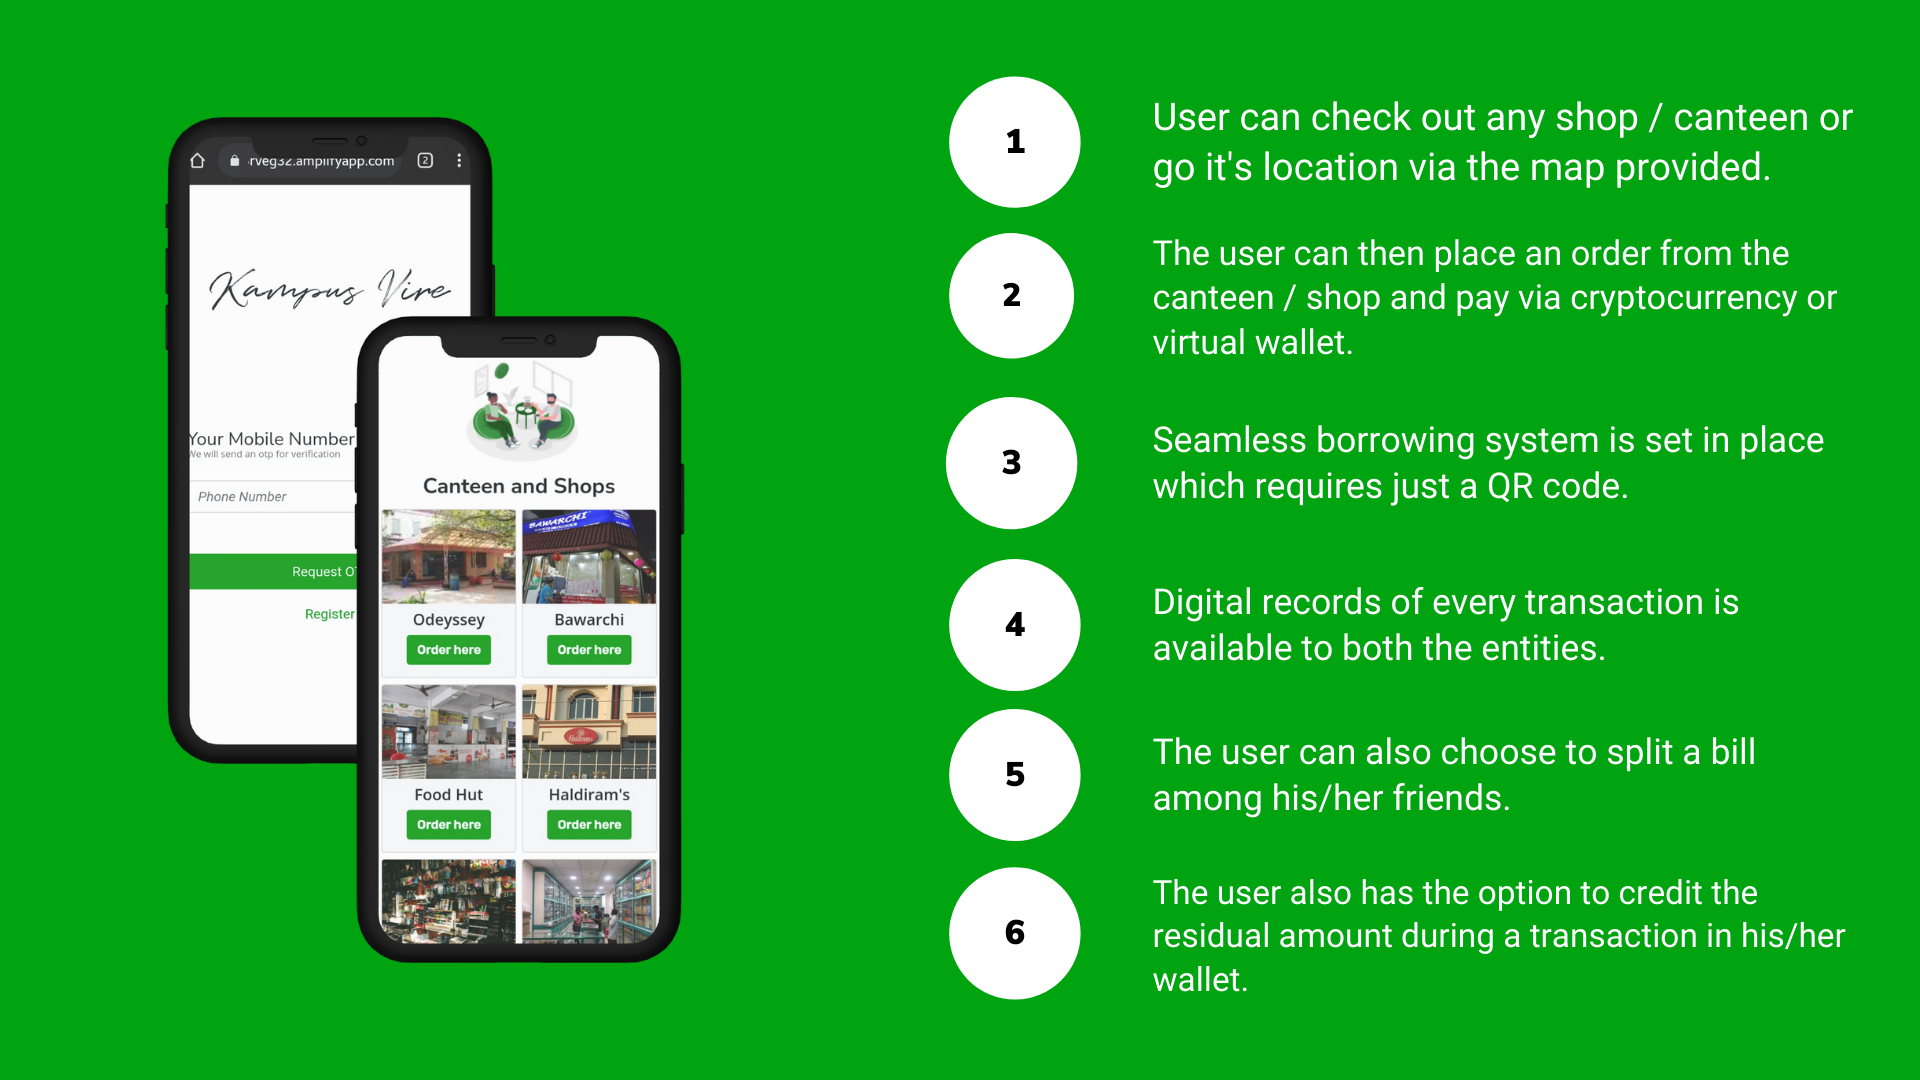 rveg32.amplifyapp.com
2
Kampus Vire
Your Mobile Number
We will send an otp for verification
Phone Number
Request
Register
Canteen and Shops
BAWARCHI
Odeyssey
Bawarchi
Order here
Order here
Haldiram's
Food Hut
Haldiram's
Order here
Order here
1
User can check out any shop / canteen or
go it's location via the map provided.
2
The user can then place an order from the
canteen / shop and pay via cryptocurrency or
virtual wallet.
3
Seamless borrowing system is set in place
which requires just a QR code.
4
Digital records of every transaction is
available to both the entities.
5
The user can also choose to split a bill
among his/her friends.
6
The user also has the option to credit the
residual amount during a transaction in his/her
wallet.